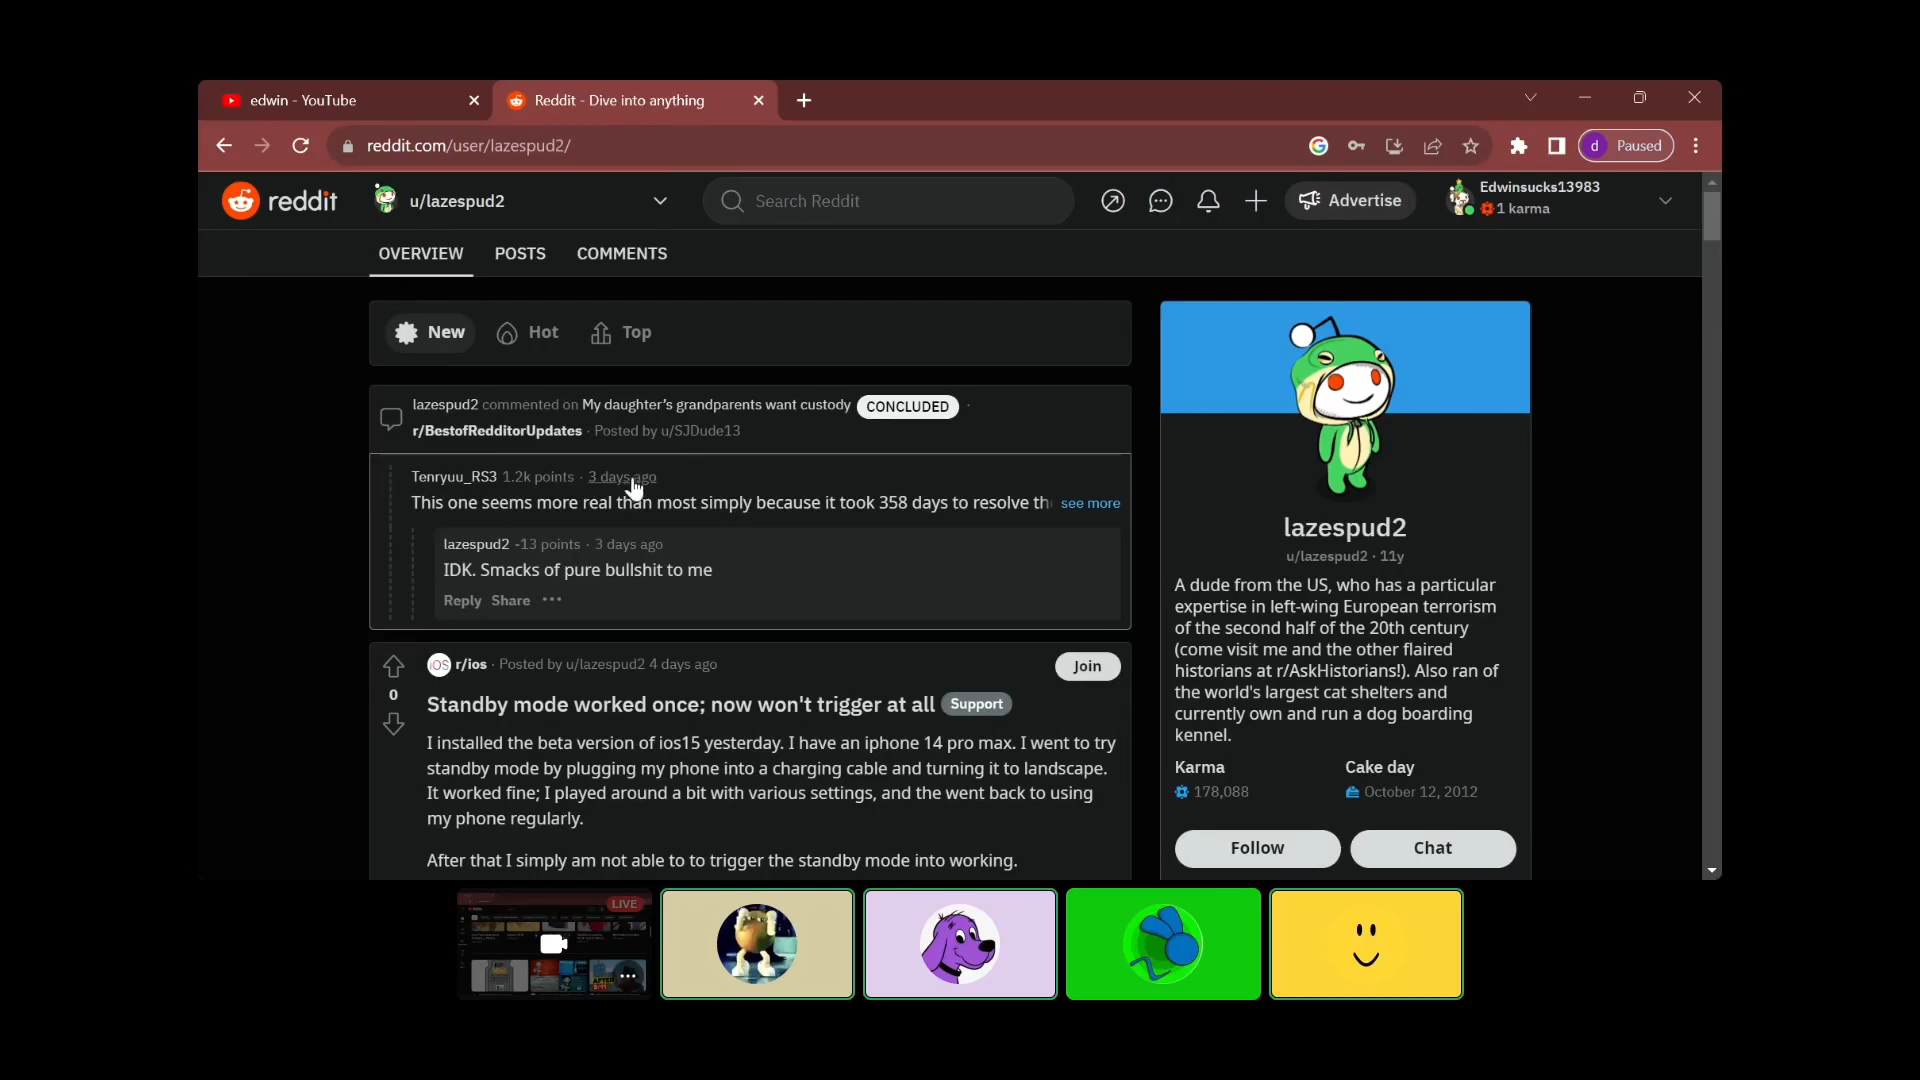 edwin - YouTube
Reddit - Dive into anything
reddit.com/user/lazespud2/
d Paused
reddit
u/lazespud2
Search Reddit
Advertise
Edwinsucks13983
1 karma
OVERVIEW POSTS COMMENTS
New Hot Top
lazespud2 commented on My daughter’s grandparents want custody CONCLUDED ·
r/BestofRedditorUpdates · Posted by u/SJDude13
Tenryuu_RS3 1.2k points · 3 days ago
This one seems more real than most simply because it took 358 days to resolve th see more
lazespud2 -13 points · 3 days ago
IDK. Smacks of pure bullshit to me
Reply Share ···
iOS r/ios · Posted by u/lazespud2 4 days ago
Join
0
Standby mode worked once; now won't trigger at all Support
I installed the beta version of ios15 yesterday. I have an iphone 14 pro max. I went to try
standby mode by plugging my phone into a charging cable and turning it to landscape.
It worked fine; I played around a bit with various settings, and the went back to using
my phone regularly.
After that I simply am not able to to trigger the standby mode into working.
lazespud2
u/lazespud2 · 11y
A dude from the US, who has a particular
expertise in left-wing European terrorism
of the second half of the 20th century
(come visit me and the other flaired
historians at r/AskHistorians!). Also ran of
the world's largest cat shelters and
currently own and run a dog boarding
kennel.
Karma Cake day
178,088 October 12, 2012
Follow Chat
LIVE